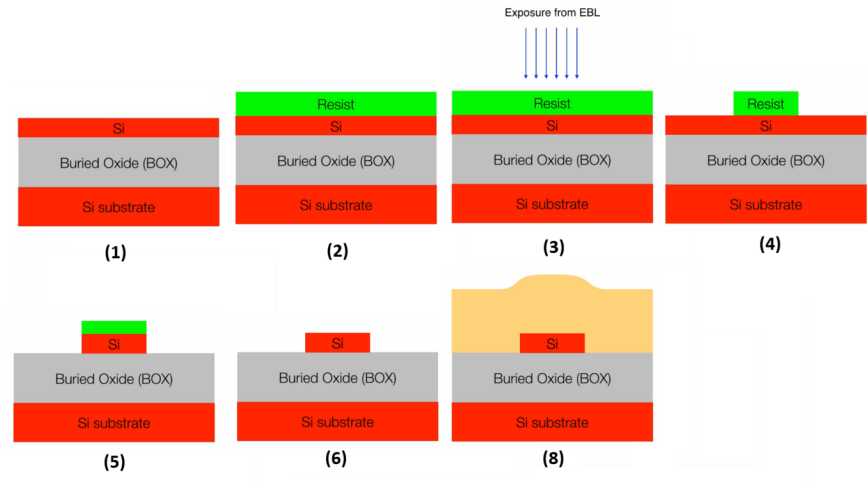 Exposure from EBL
Si
Buried Oxide (BOX)
Si substrate
(1)
Resist
Si
Buried Oxide (BOX)
Si substrate
(2)
Resist
Si
Buried Oxide (BOX)
Si substrate
(3)
Resist
Si
Buried Oxide (BOX)
Si substrate
(4)
Si
Buried Oxide (BOX)
Si substrate
(5)
Si
Buried Oxide (BOX)
Si substrate
(6)
Si
Buried Oxide (BOX)
Si substrate
(8)